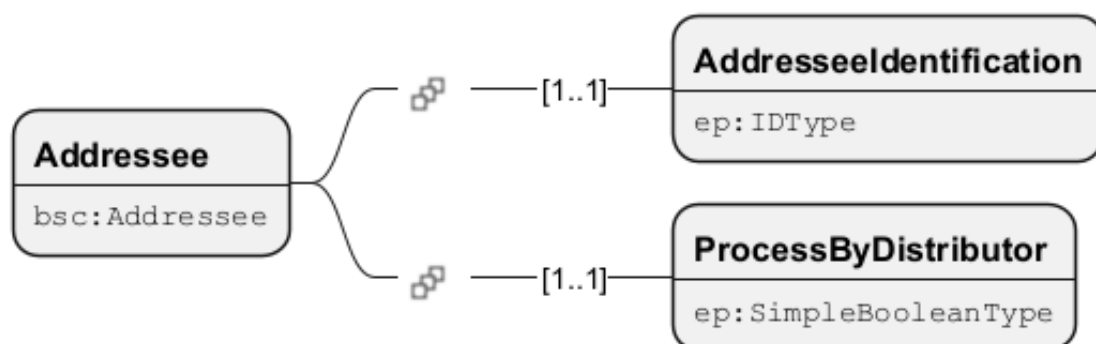 AddresseeIdentification
[1..1]
ep:IDType
Addressee
bsc:Addressee
ProcessByDistributor
[1..1]
ep:SimpleBooleanType